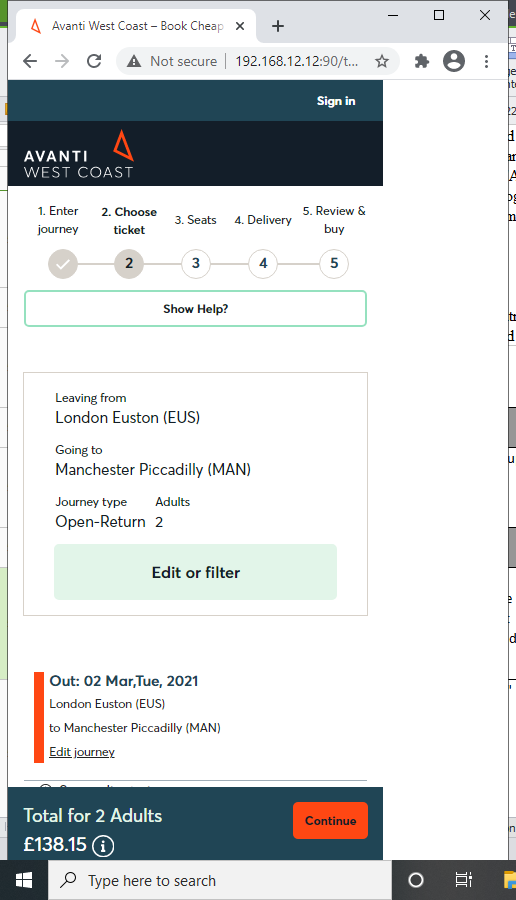 Avanti West Coast – Book Cheap
Not secure
192.168.12.12:90/t...
Sign in
AVANTI
WEST COAST
1. Enter journey
2. Choose ticket
3. Seats
4. Delivery
5. Review & buy
2
3
4
5
Show Help?
Leaving from
London Euston (EUS)
Going to
Manchester Piccadilly (MAN)
Journey type Adults
Open-Return 2
Edit or filter
Out: 02 Mar,Tue, 2021
London Euston (EUS)
to Manchester Piccadilly (MAN)
Edit journey
Total for 2 Adults
£138.15
Continue
Type here to search